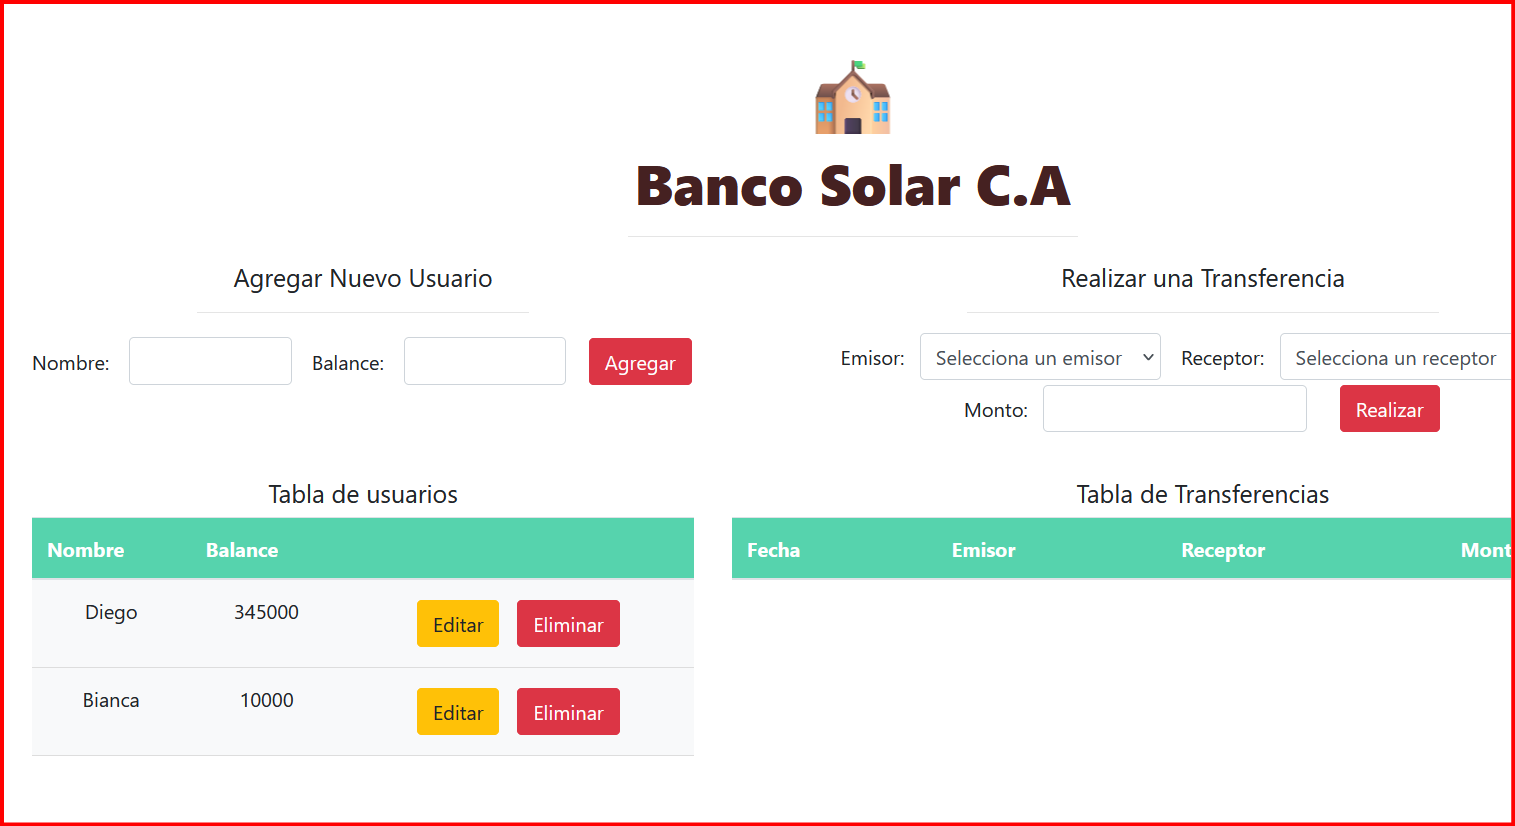 Banco Solar C.A
Agregar Nuevo Usuario
Nombre:
Balance:
Agregar
Realizar una Transferencia
Emisor: Selecciona un emisor
Receptor: Selecciona un receptor
Monto:
Realizar
Tabla de usuarios
Nombre Balance
Diego 345000 Editar Eliminar
Bianca 10000 Editar Eliminar
Tabla de Transferencias
Fecha Emisor Receptor Mont